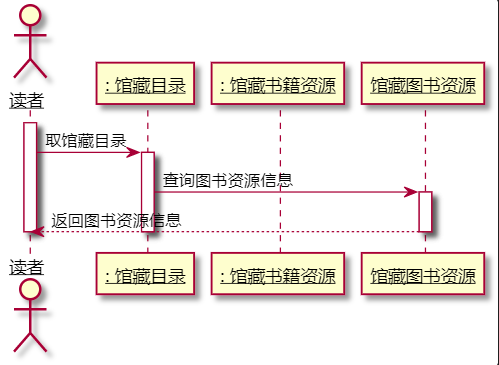 读者
: 馆藏目录
: 馆藏书籍资源
馆藏图书资源
取馆藏目录
查询图书资源信息
返回图书资源信息
读者
: 馆藏目录
: 馆藏书籍资源
馆藏图书资源